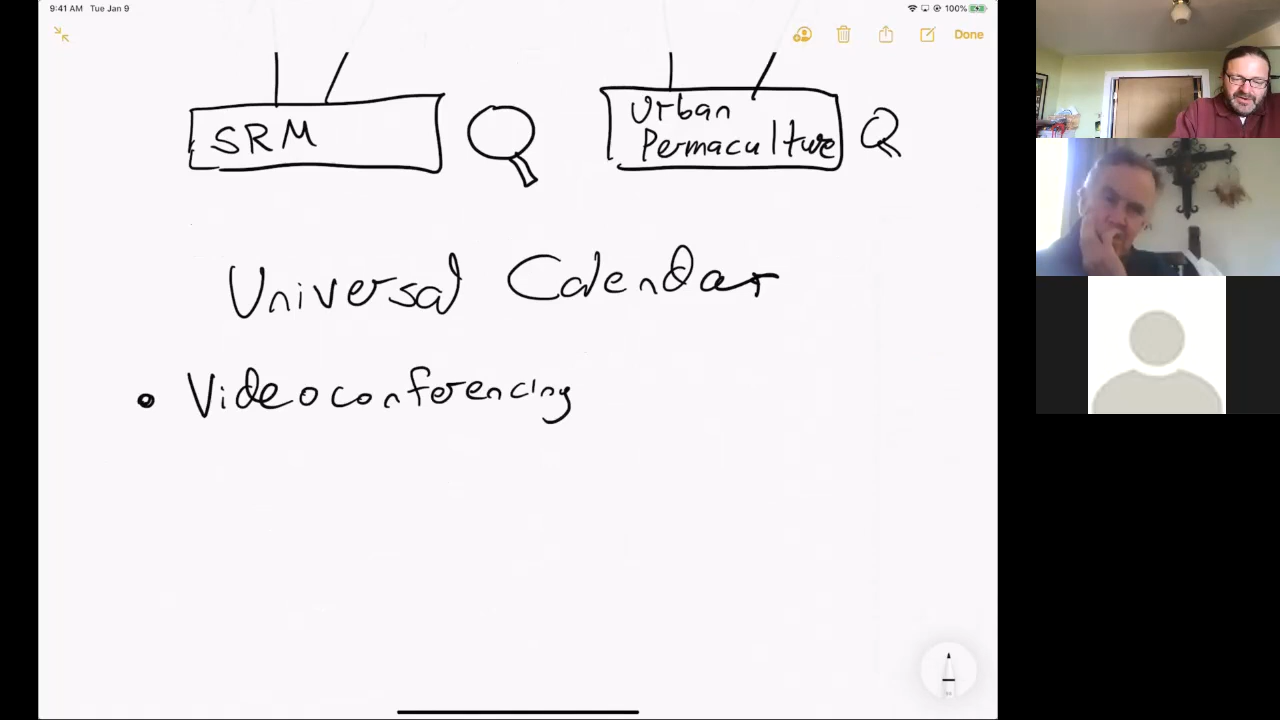 9:41 AM Tue Jan 9
100%
Done
SRM
Urban
Permaculture
Universal Calendar
• Videoconferencing